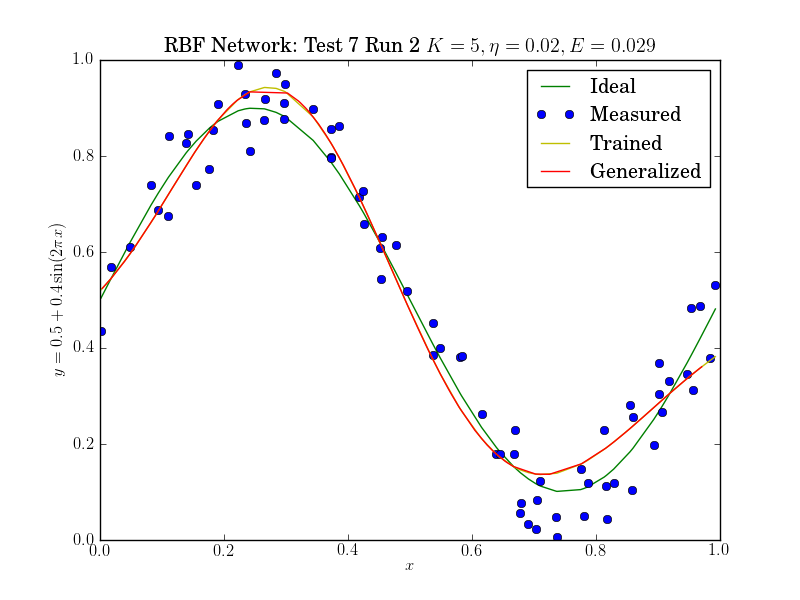 RBF Network: Test 7 Run 2 K = 5, η = 0.02, E = 0.029
Ideal
Measured
Trained
Generalized
y = 0.5 + 0.4 sin(2πx)
1.0
0.8
0.6
0.4
0.2
0.0
0.0 0.2 0.4 0.6 0.8 1.0
x